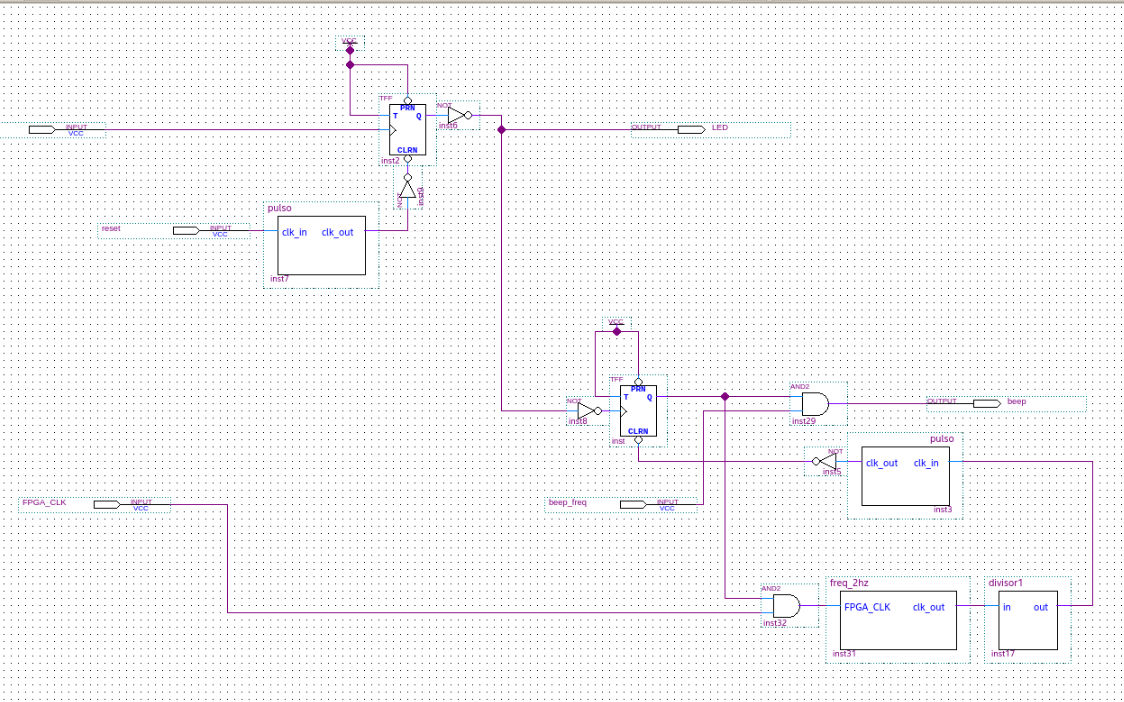 VCC
TFF
PRN
NOT
T Q
inst6
INPUT
VCC
OUTPUT
LED
CLRN
inst2
NOT
pulso
reset
INPUT
VCC
clk_in clk_out
inst7
VCC
TFF
PRN
AND2
T Q
NOT
OUTPUT
beep
inst8
inst29
CLRN
inst
pulso
NOT
clk_out clk_in
inst5
FPGA_CLK
INPUT
VCC
beep_freq
INPUT
VCC
inst3
AND2
freq_2hz
divisor1
FPGA_CLK clk_out
in out
inst32
inst31
inst17